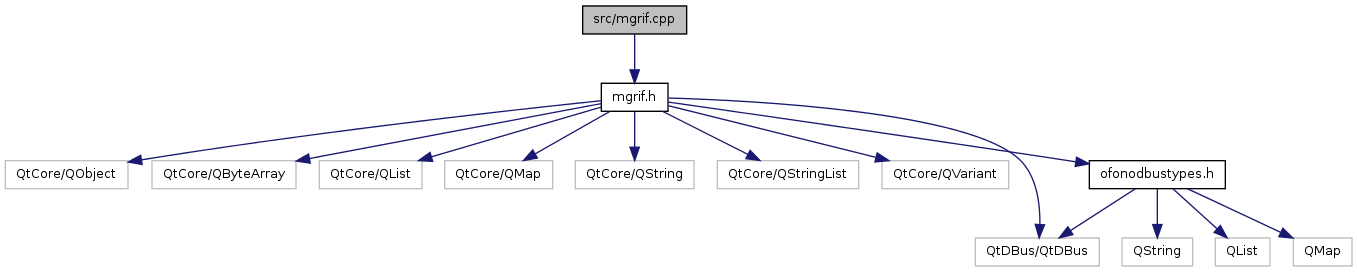 src/mgrif.cpp
mgrif.h
QtCore/QObject
QtCore/QByteArray
QtCore/QList
QtCore/QMap
QtCore/QString
QtCore/QStringList
QtCore/QVariant
ofonodbustypes.h
QtDBus/QtDBus
QString
QList
QMap